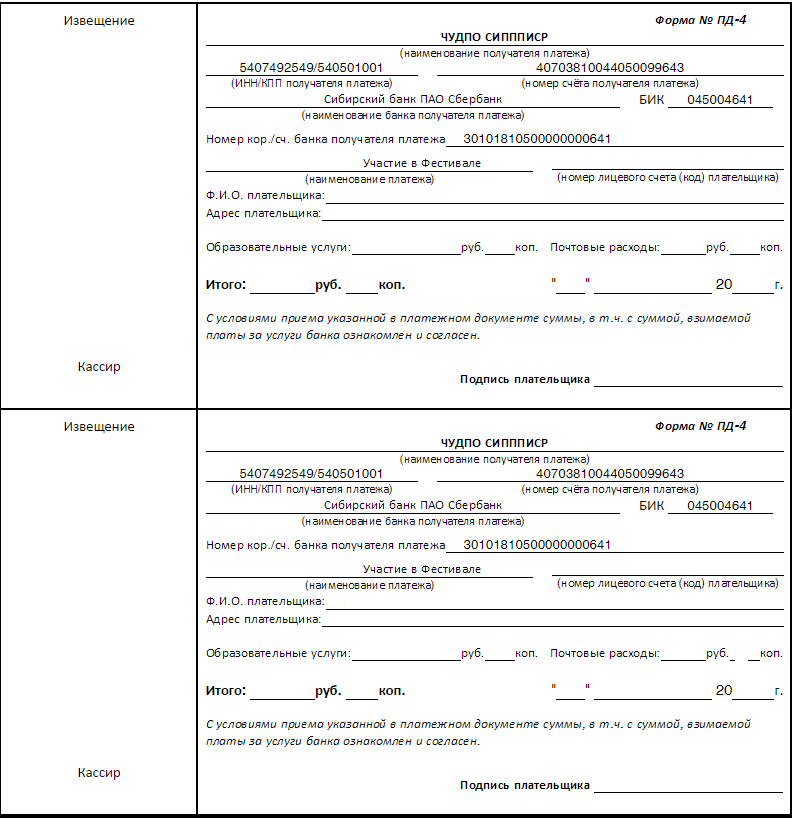 Извещение
Форма № ПД-4
ЧУДПО СИППИСР
(наименование получателя платежа)
5407492549/540501001 40703810044050099643
(ИНН/КПП получателя платежа) (номер счёта получателя платежа)
Сибирский банк ПАО Сбербанк БИК 045004641
(наименование банка получателя платежа)
Номер кор./сч. банка получателя платежа 30101810500000000641
Участие в Фестивале
(наименование платежа) (номер лицевого счета (код) плательщика)
Ф.И.О. плательщика:
Адрес плательщика:
Образовательные услуги: руб. коп. Почтовые расходы: руб. коп.
Итого: руб. коп. " " 20 г.
С условиями приема указанной в платежном документе суммы, в т.ч. с суммой, взимаемой
платы за услуги банка ознакомлен и согласен.
Кассир
Подпись плательщика
Извещение
Форма № ПД-4
ЧУДПО СИППИСР
(наименование получателя платежа)
5407492549/540501001 40703810044050099643
(ИНН/КПП получателя платежа) (номер счёта получателя платежа)
Сибирский банк ПАО Сбербанк БИК 045004641
(наименование банка получателя платежа)
Номер кор./сч. банка получателя платежа 30101810500000000641
Участие в Фестивале
(наименование платежа) (номер лицевого счета (код) плательщика)
Ф.И.О. плательщика:
Адрес плательщика:
Образовательные услуги: руб. коп. Почтовые расходы: руб. коп.
Итого: руб. коп. " " 20 г.
С условиями приема указанной в платежном документе суммы, в т.ч. с суммой, взимаемой
платы за услуги банка ознакомлен и согласен.
Кассир
Подпись плательщика